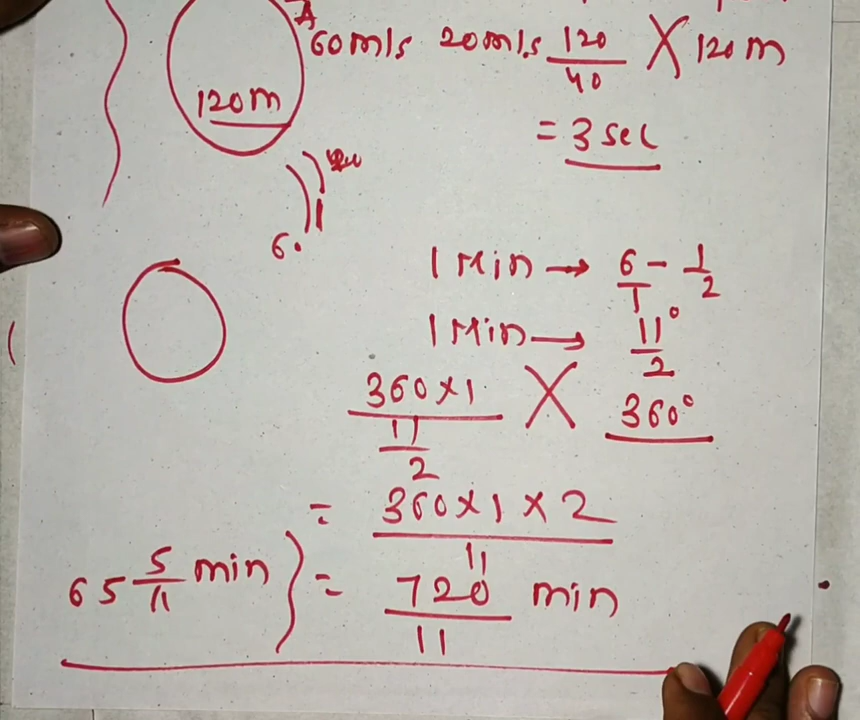 A
60m/s 20m/s 120/40 X 120m
120m
= 3 sec
6.
1 Min → 6/1 - 1/2
1 Min → 11°/2
360×1 / 11/2 X 360°
= 360×1×2 / 11
65 5/11 min } = 720/11 min